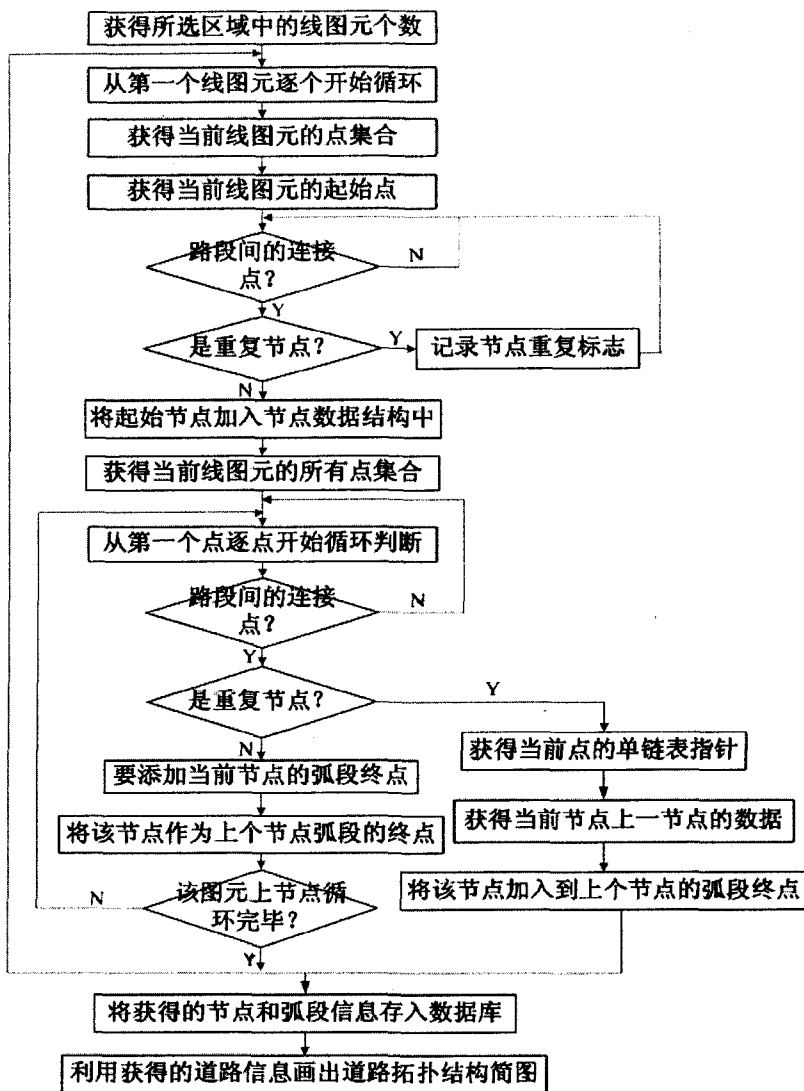 获得所选区域中的线图元个数
从第一个线图元逐个开始循环
获得当前线图元的点集合
获得当前线图元的起始点
路段间的连接
点？
N
Y
是重复节点？
Y
记录节点重复标志
N
将起始节点加入节点数据结构中
获得当前线图元的所有点集合
从第一个点逐点开始循环判断
路段间的连接
点？
N
Y
是重复节点？
Y
N
获得当前点的单链表指针
要添加当前节点的弧段终点
获得当前节点上一节点的数据
将该节点作为上个节点弧段的终点
将该节点加入到上个节点的弧段终点
N
该图元上节点循
环完毕？
Y
将获得的节点和弧段信息存入数据库
利用获得的道路信息画出道路拓扑结构简图